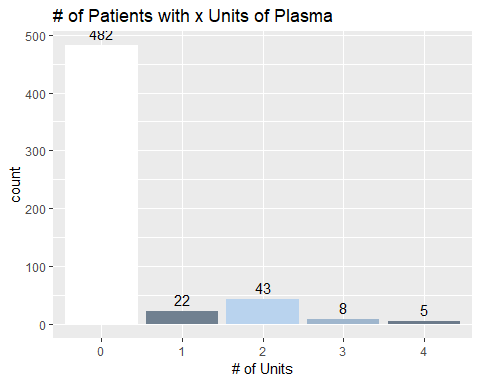 # of Patients with x Units of Plasma
500
482
400
300
200
100
0
22
43
8
5
count
0 1 2 3 4
# of Units